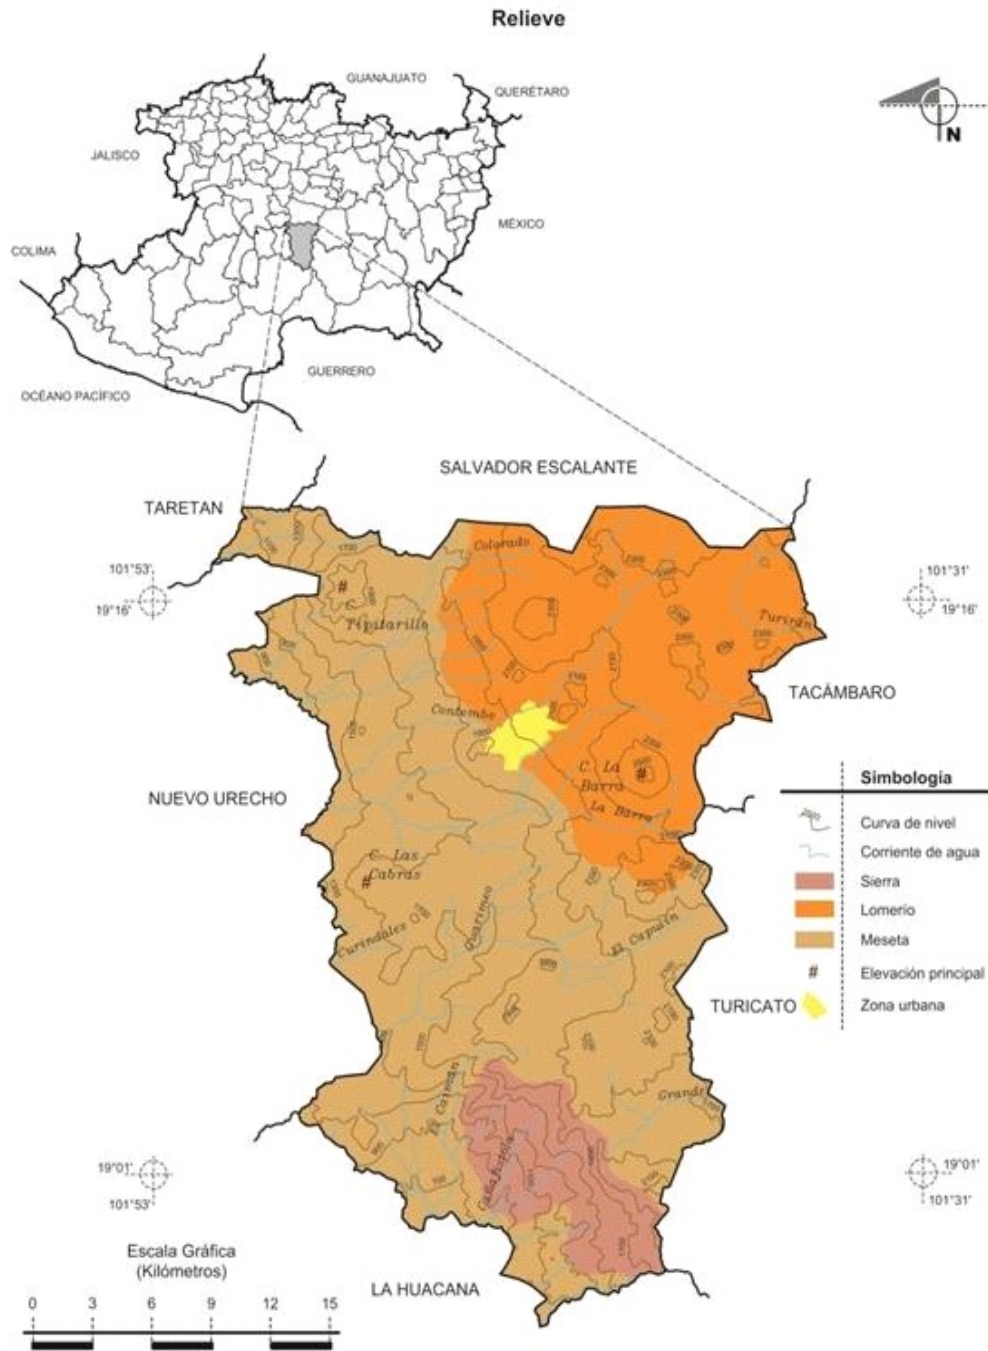 Relieve
GUANAJUATO
QUERÉTARO
JALISCO
MÉXICO
COLIMA
GUERRERO
OCÉANO PACÍFICO
N
SALVADOR ESCALANTE
TARETAN
101°53'
19°16'
101°31'
19°16'
Colorado
C.
Tipitarillo
Turirán
TACÁMBARO
Contembo
C. La
Barra
La Barra
NUEVO URECHO
C. Las
Cabras
Curindales
El Capulín
TURICATO
Simbología
Curva de nivel
Corriente de agua
Sierra
Lomerío
Meseta
# Elevación principal
Zona urbana
El Caimán
Grande
19°01'
101°53'
19°01'
101°31'
Escala Gráfica
(Kilómetros)
LA HUACANA
0 3 6 9 12 15